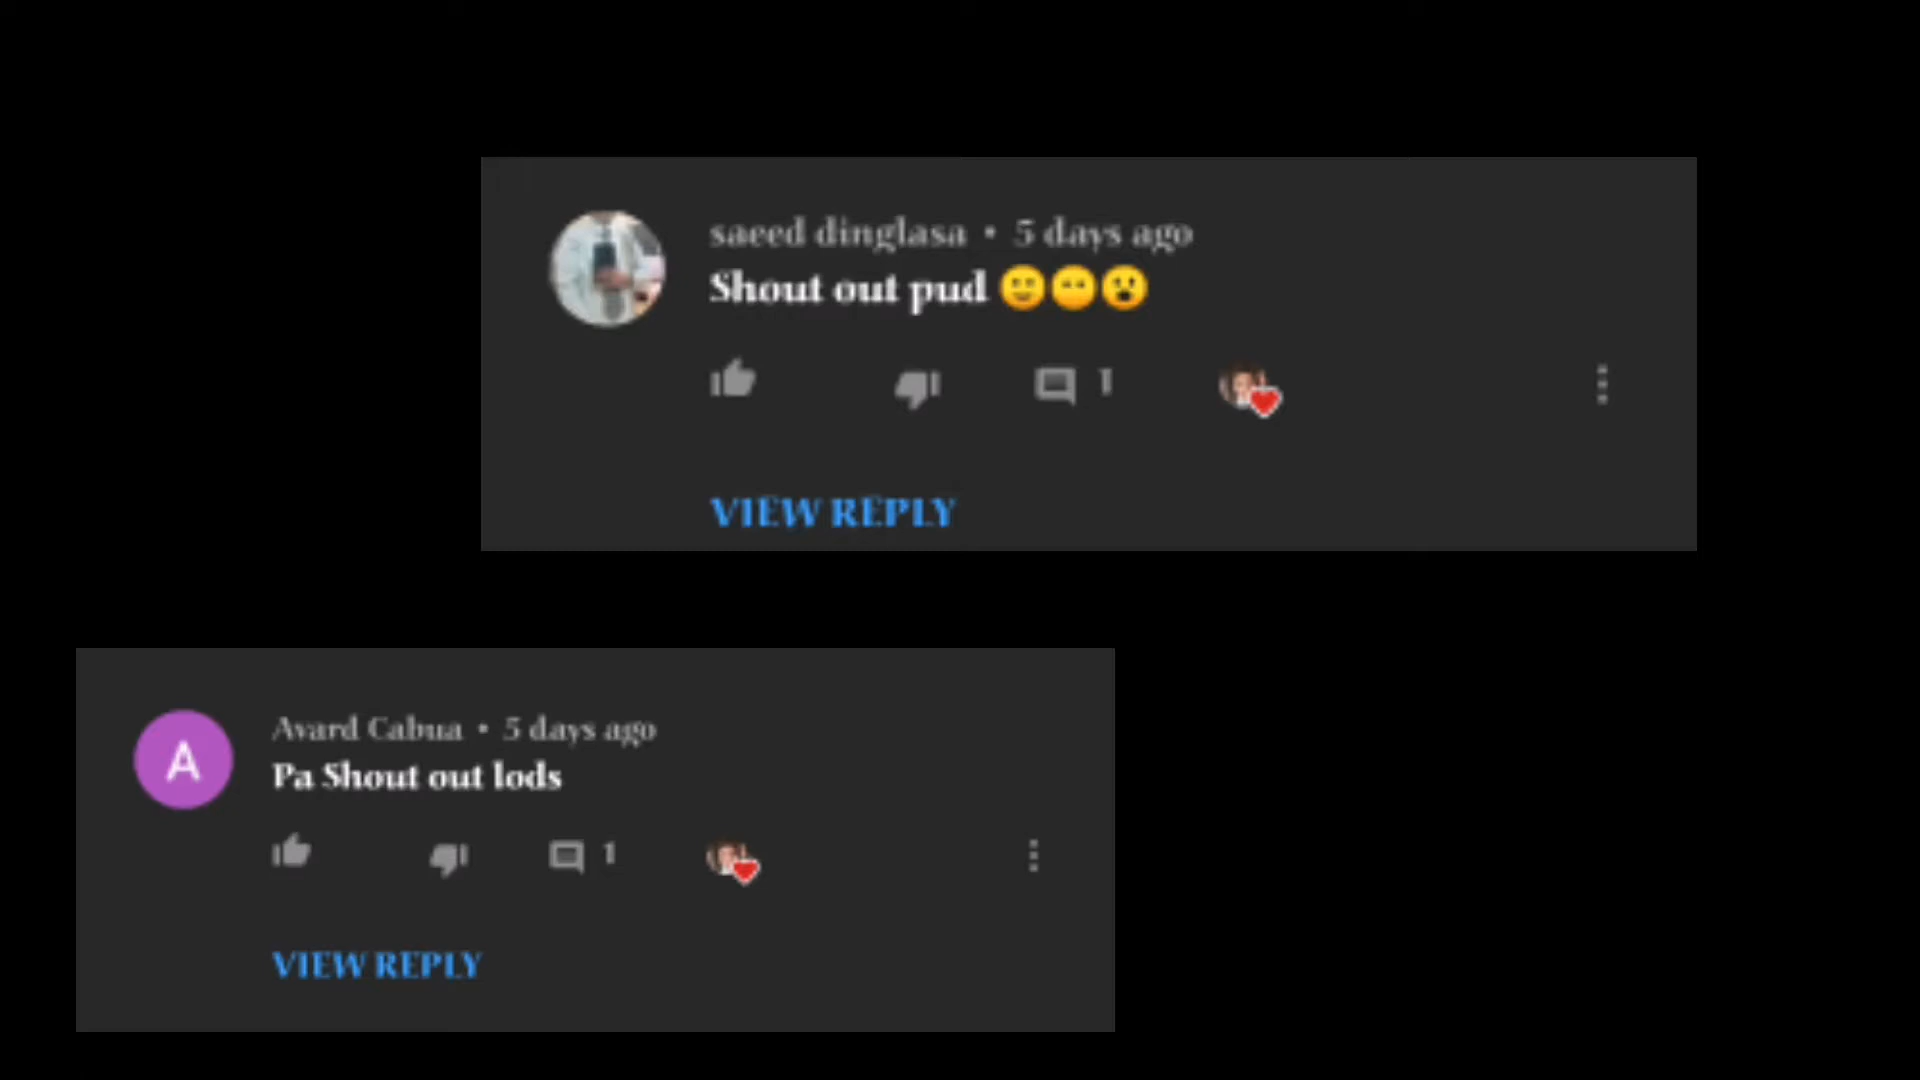 saeed dinglasa • 5 days ago
Shout out pud 🙂😶😮
1
VIEW REPLY
A
Avard Cabua • 5 days ago
Pa Shout out lods
1
VIEW REPLY